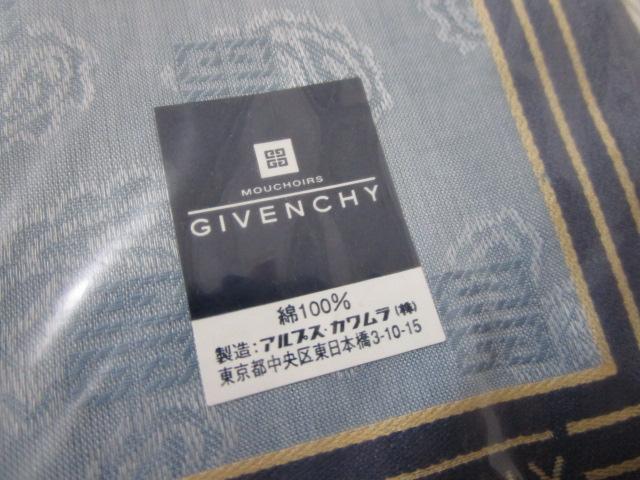 MOUCHOIRS
GIVENCHY
綿100%
製造:アルプス・カワムラ(株)
東京都中央区東日本橋3-10-15